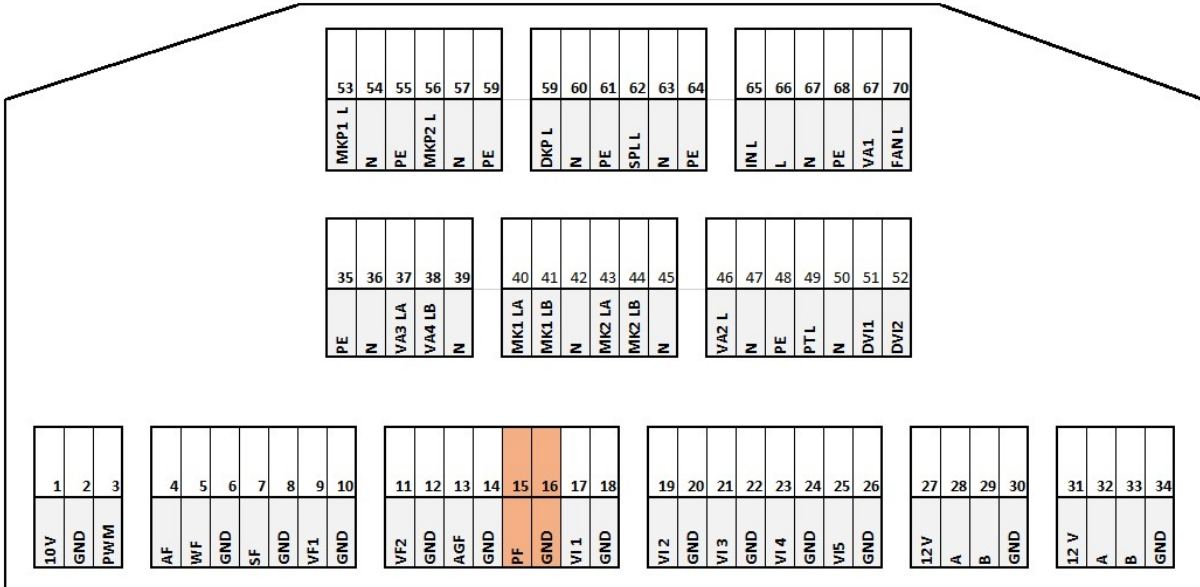 53 54 55 56 57 59 59 60 61 62 63 64 65 66 67 68 67 70
MKP1 L N PE MKP2 L N PE DKP L N PE SPL L N PE IN L L N PE VA1 FAN L
35 36 37 38 39 40 41 42 43 44 45 46 47 48 49 50 51 52
PE N VA3 LA VA4 LB N MK1 LA MK1 LB N MK2 LA MK2 LB N VA2 L N PE PT L N DVI1 DVI2
1 2 3 4 5 6 7 8 9 10 11 12 13 14 15 16 17 18 19 20 21 22 23 24 25 26 27 28 29 30 31 32 33 34
10V GND PWM AF WF GND SF GND VF1 GND VF2 GND AGF GND PF GND VI 1 GND VI 2 GND VI 3 GND VI 4 GND VI5 GND 12V A B GND 12 V A B GND